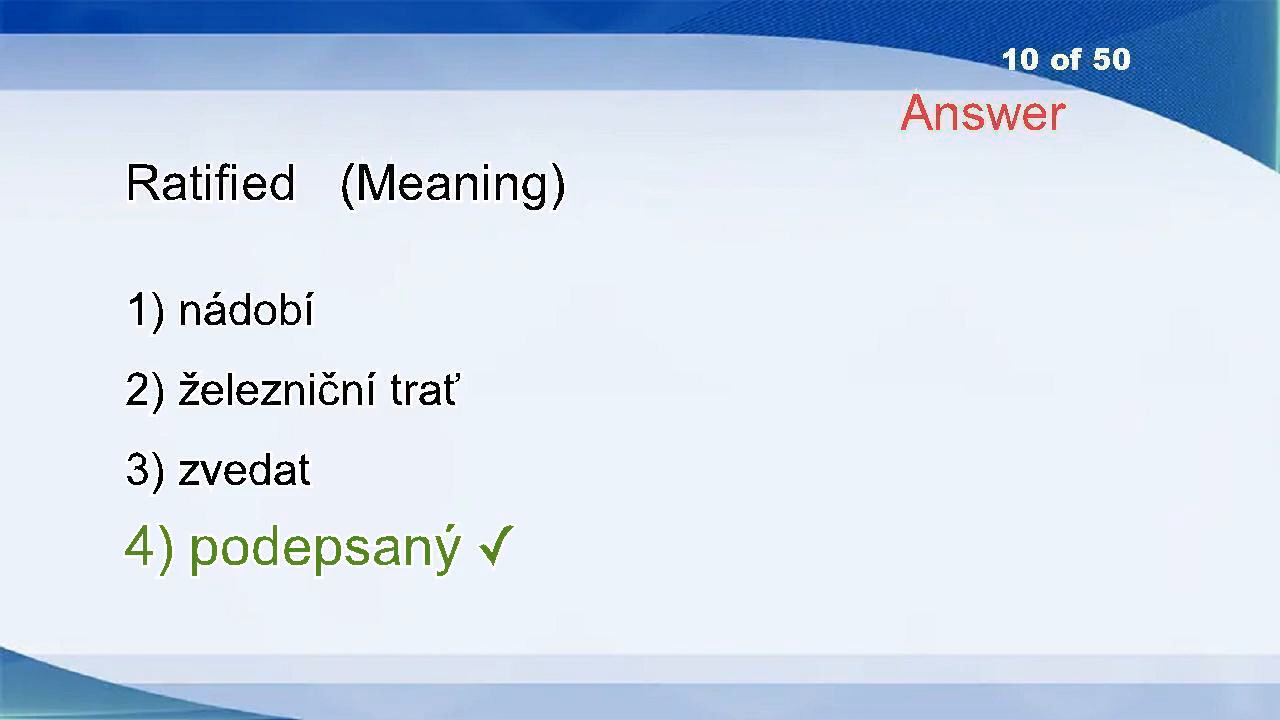 10 of 50
Answer
Ratified (Meaning)
1) nádobí
2) železniční trať
3) zvedat
4) podepsaný ✓